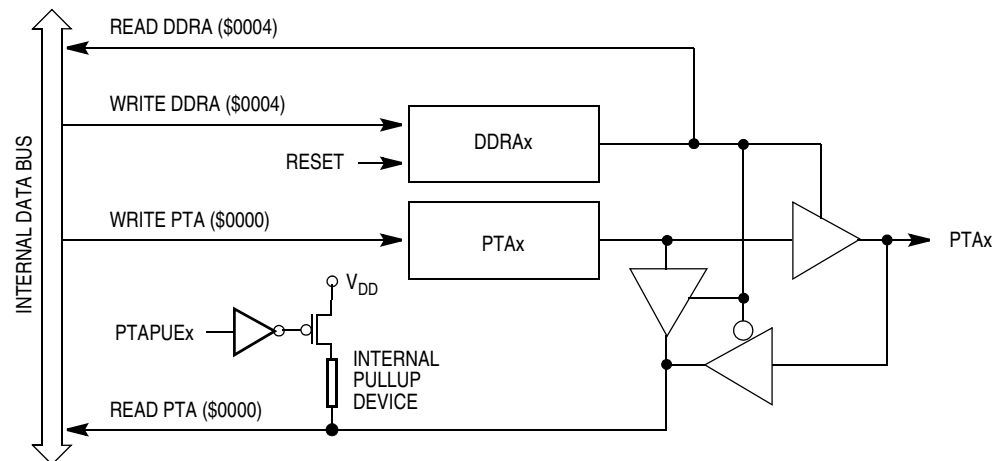 READ DDRA ($0004)
WRITE DDRA ($0004)
DDRAx
RESET
INTERNAL DATA BUS
WRITE PTA ($0000)
PTAx
PTAx
VDD
PTAPUEx
INTERNAL
PULLUP
DEVICE
READ PTA ($0000)